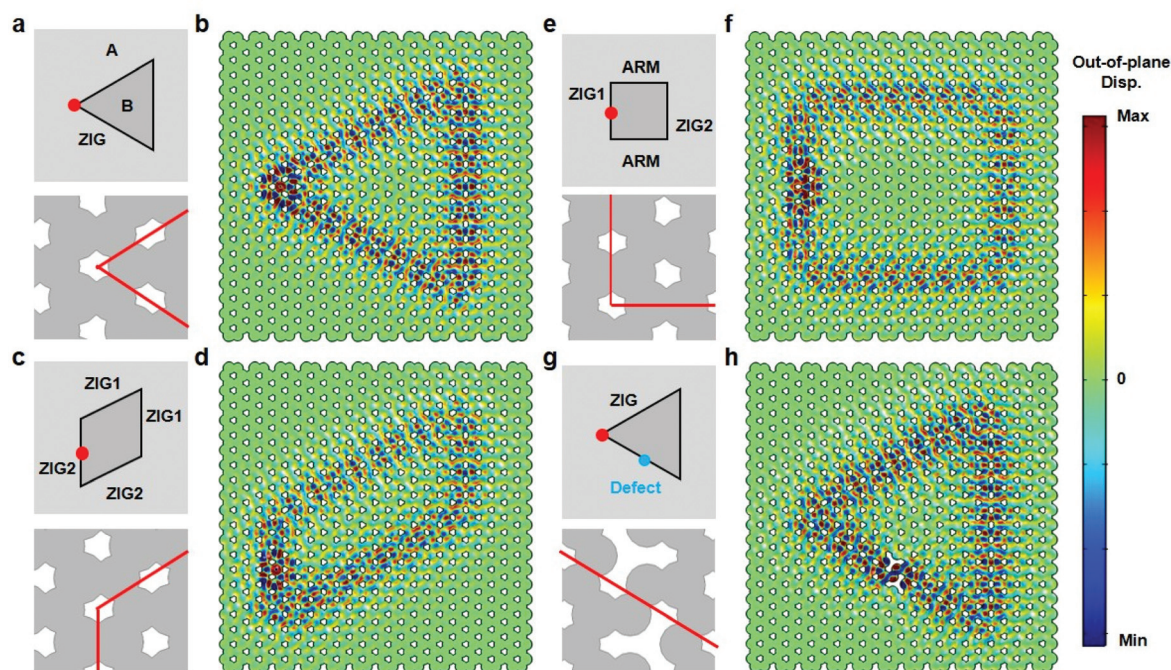 a
A
B
ZIG
b
c
ZIG1
ZIG1
ZIG2
ZIG2
d
e
ARM
ZIG1
ZIG2
ARM
f
g
ZIG
Defect
h
Out-of-plane
Disp.
Max
0
Min